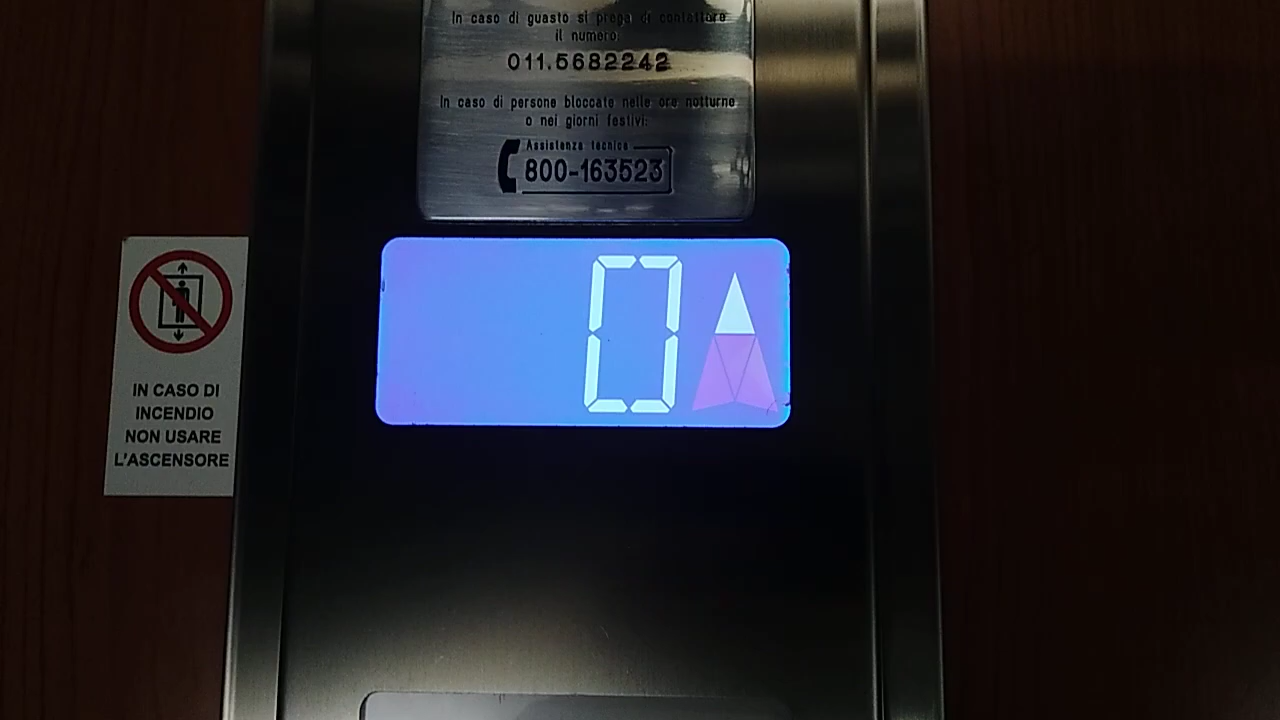 In caso di guasto si prega di contattare
il numero:
011.5682242
In caso di persone bloccate nelle ore notturne
o nei giorni festivi:
Assistenza tecnica
800-163523
0
IN CASO DI
INCENDIO
NON USARE
L'ASCENSORE